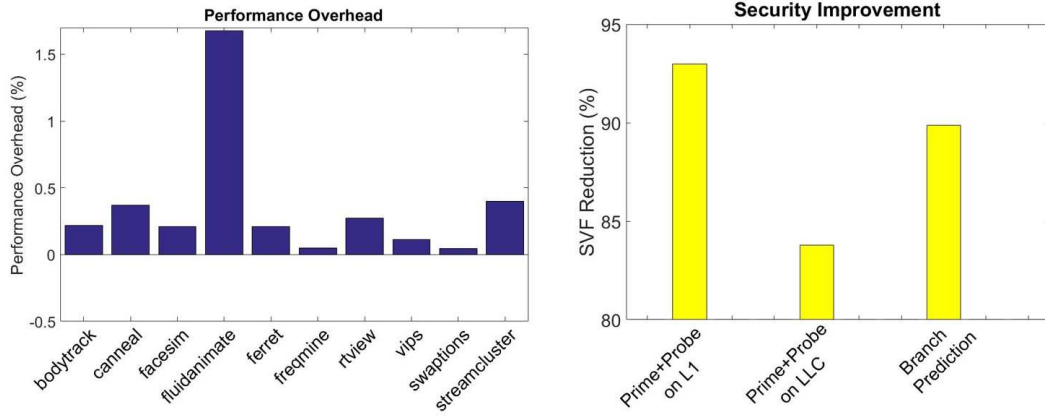 Performance Overhead
Performance Overhead (%)
1.5
1
0.5
0
-0.5
bodytrack
canneal
facesim
fluidanimate
ferret
freqmine
rtview
vips
swaptions
streamcluster
Security Improvement
SVF Reduction (%)
95
90
85
80
Prime+Probe
on L1
Prime+Probe
on LLC
Branch
Prediction